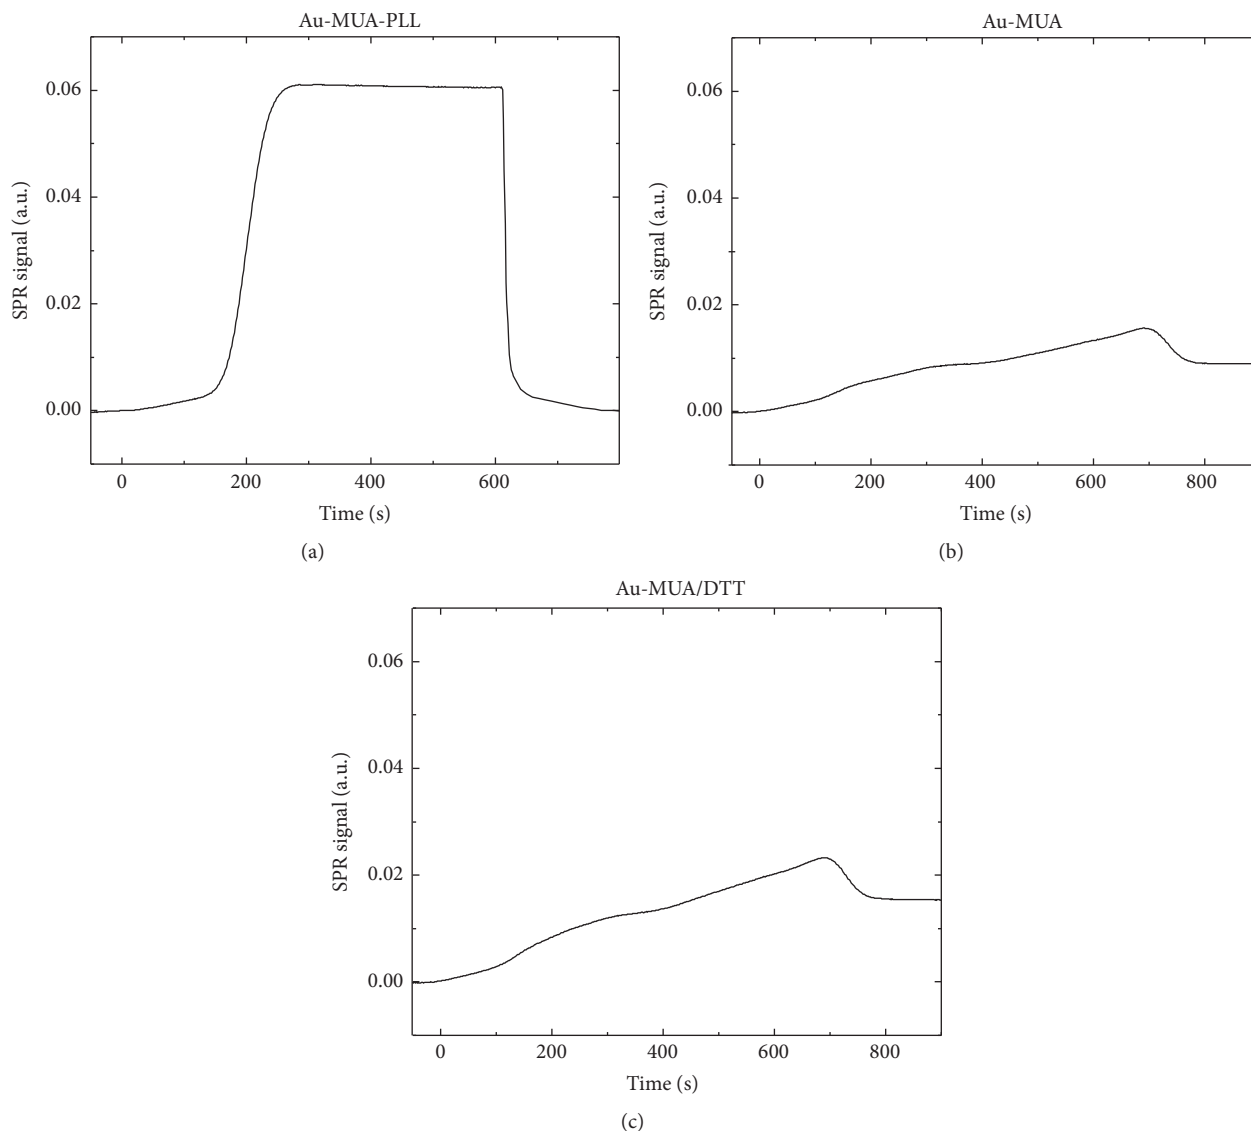 Au-MUA-PLL
0.06
0.04
0.02
0.00
SPR signal (a.u.)
0 200 400 600
Time (s)
(a)
Au-MUA
0.06
0.04
0.02
0.00
SPR signal (a.u.)
0 200 400 600 800
Time (s)
(b)
Au-MUA/DTT
0.06
0.04
0.02
0.00
SPR signal (a.u.)
0 200 400 600 800
Time (s)
(c)